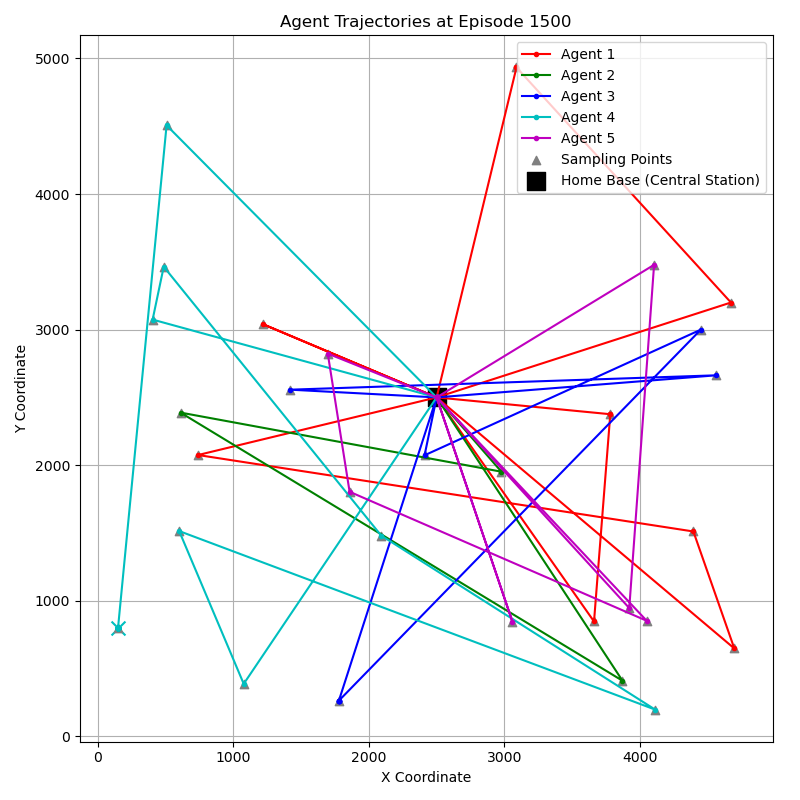 Agent Trajectories at Episode 1500
Agent 1
Agent 2
Agent 3
Agent 4
Agent 5
Sampling Points
Home Base (Central Station)
5000
4000
3000
2000
1000
0
Y Coordinate
0 1000 2000 3000 4000
X Coordinate